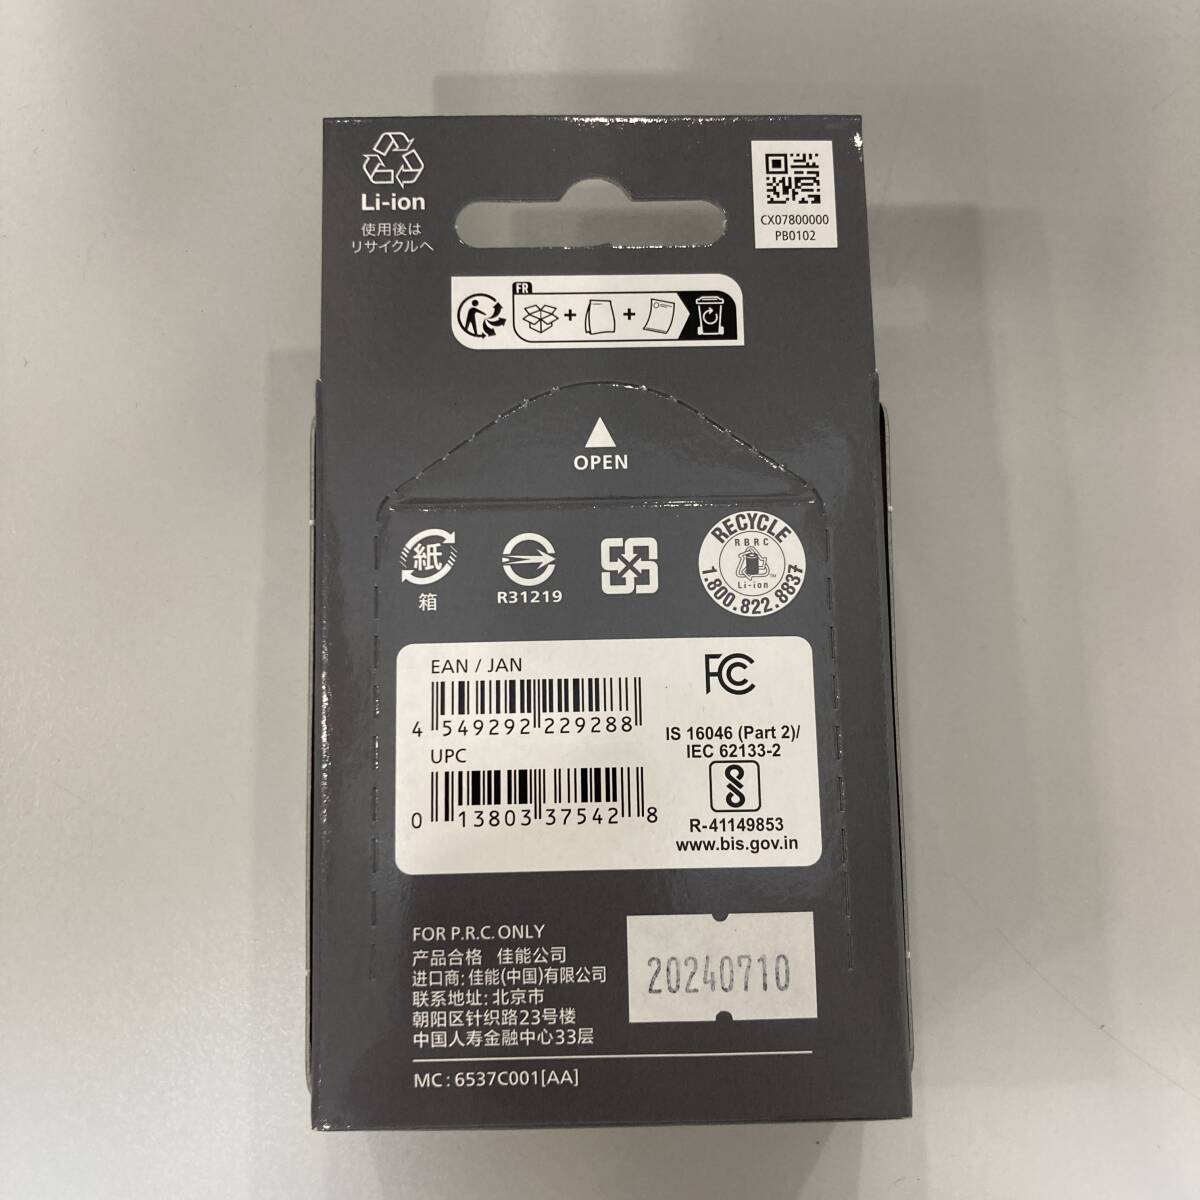 Li-ion
使用後は
リサイクルへ
CX07800000
PB0102
FR
+
+
OPEN
紙
箱
R31219
RECYCLE
RBRC
Li-ion
TM
1.800.822.8837
EAN / JAN
4 549292 229288
UPC
0 13803 37542 8
FC
IS 16046 (Part 2)/
IEC 62133-2
R-41149853
www.bis.gov.in
FOR P.R.C. ONLY
产品合格 佳能公司
进口商: 佳能(中国)有限公司
联系地址: 北京市
朝阳区针织路23号楼
中国人寿金融中心33层
20240710
MC : 6537C001[AA]